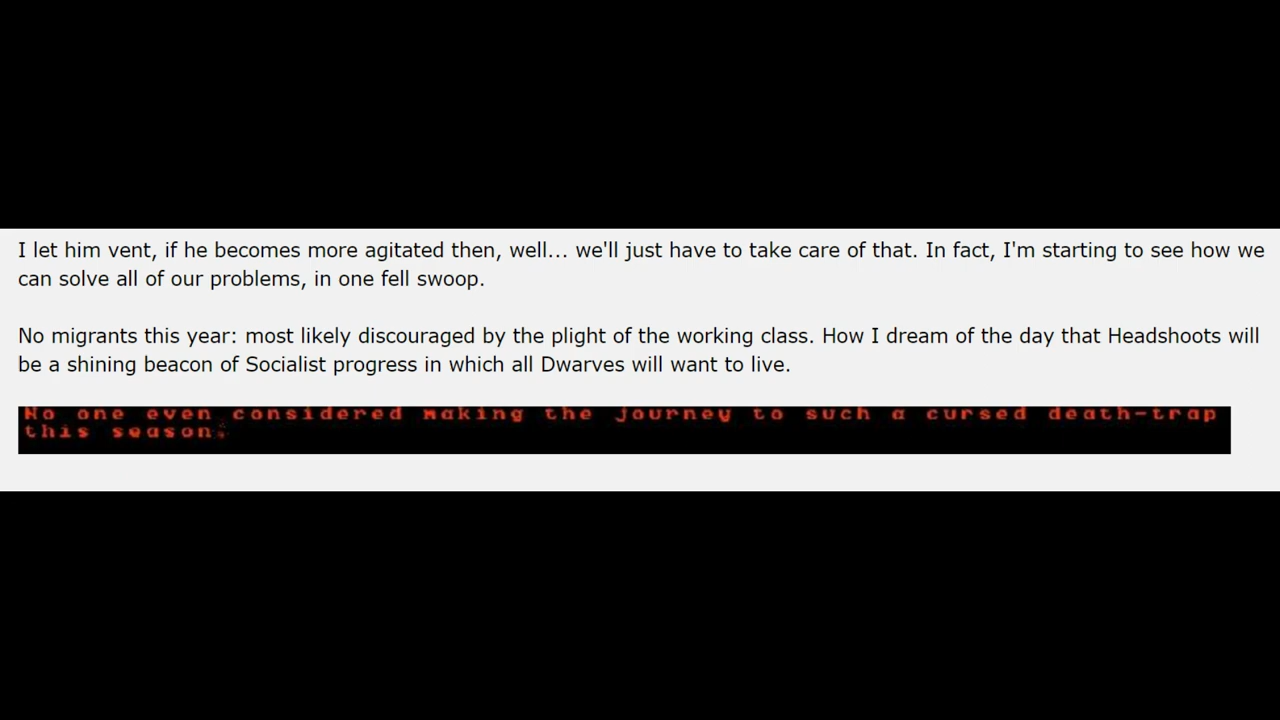 I let him vent, if he becomes more agitated then, well... we'll just have to take care of that. In fact, I'm starting to see how we
can solve all of our problems, in one fell swoop.
No migrants this year: most likely discouraged by the plight of the working class. How I dream of the day that Headshoots will
be a shining beacon of Socialist progress in which all Dwarves will want to live.
No one even considered making the journey to such a cursed death-trap
this season.